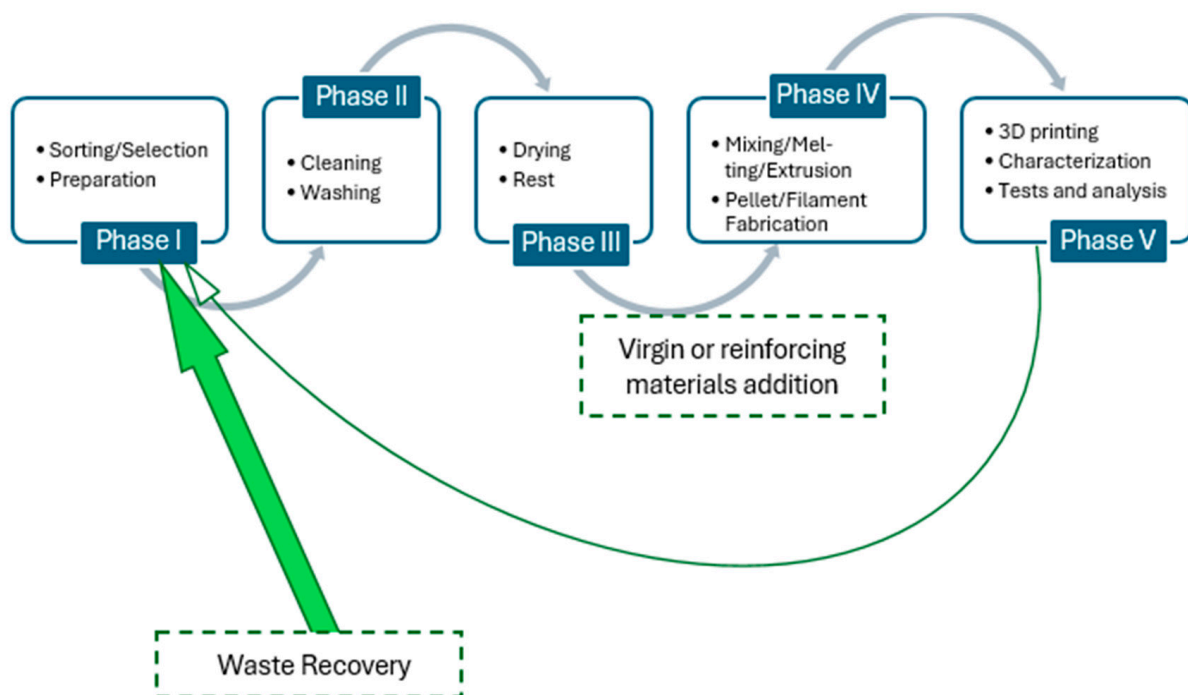 • Sorting/Selection
• Preparation
Phase I
Phase II
• Cleaning
• Washing
• Drying
• Rest
Phase III
Phase IV
• Mixing/Mel-
ting/Extrusion
• Pellet/Filament
Fabrication
• 3D printing
• Characterization
• Tests and analysis
Phase V
Virgin or reinforcing
materials addition
Waste Recovery